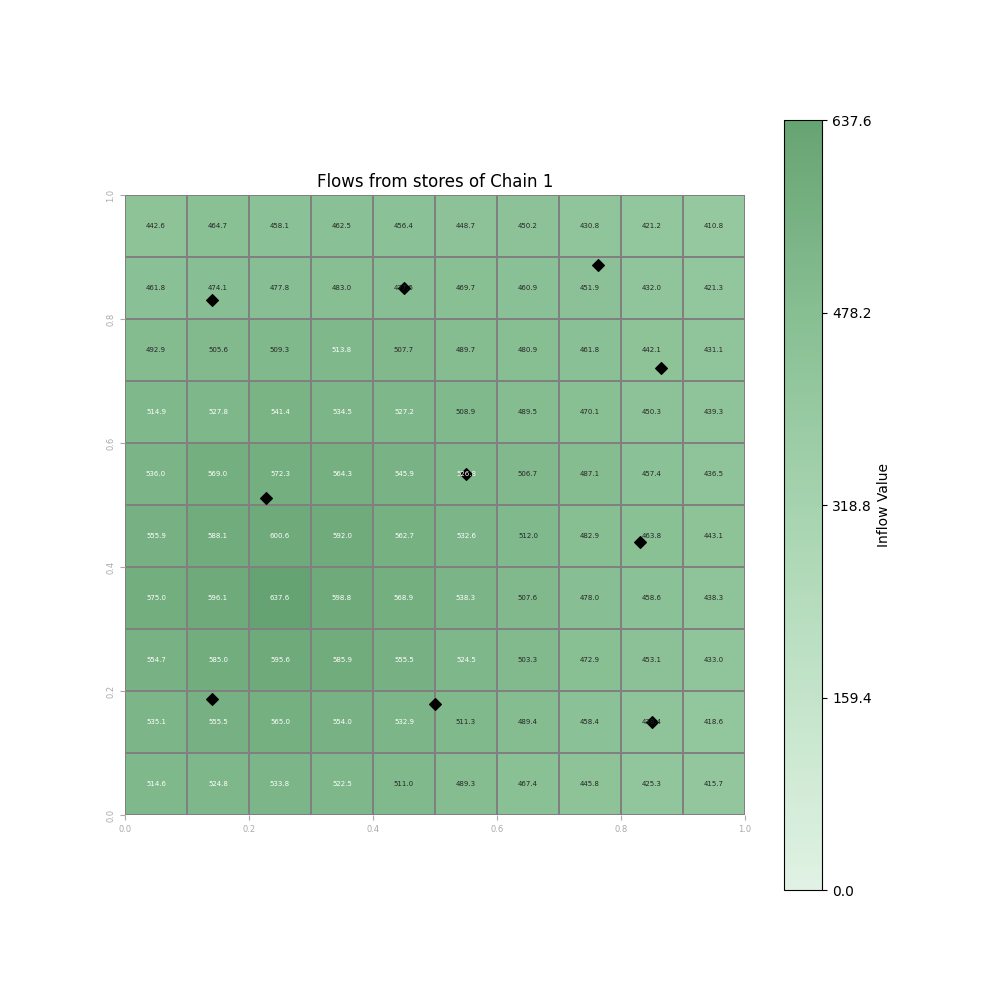 Flows from stores of Chain 1
637.6
478.2
318.8
159.4
0.0
Inflow Value
1.0
0.8
0.6
0.4
0.2
0.0
442.6 464.7 458.1 462.5 456.4 448.7 450.2 430.8 421.2 410.8
461.8 474.1 477.8 483.0 469.7 460.9 451.9 432.0 421.3
492.9 505.6 509.3 513.8 507.7 489.7 480.9 461.8 442.1 431.1
514.9 527.8 541.4 534.5 527.2 508.9 489.5 470.1 450.3 439.3
536.0 569.0 572.3 564.3 545.9 506.7 487.1 457.4 436.5
555.9 588.1 600.6 592.0 562.7 532.6 512.0 482.9 463.8 443.1
575.0 596.1 637.6 598.8 568.9 538.3 507.6 478.0 458.6 438.3
554.7 585.0 595.6 585.9 555.5 524.5 503.3 472.9 453.1 433.0
535.1 555.5 565.0 554.0 532.9 511.3 489.4 458.4 418.6
514.6 524.8 533.8 522.5 511.0 489.3 467.4 445.8 425.3 415.7
0.0 0.2 0.4 0.6 0.8 1.0